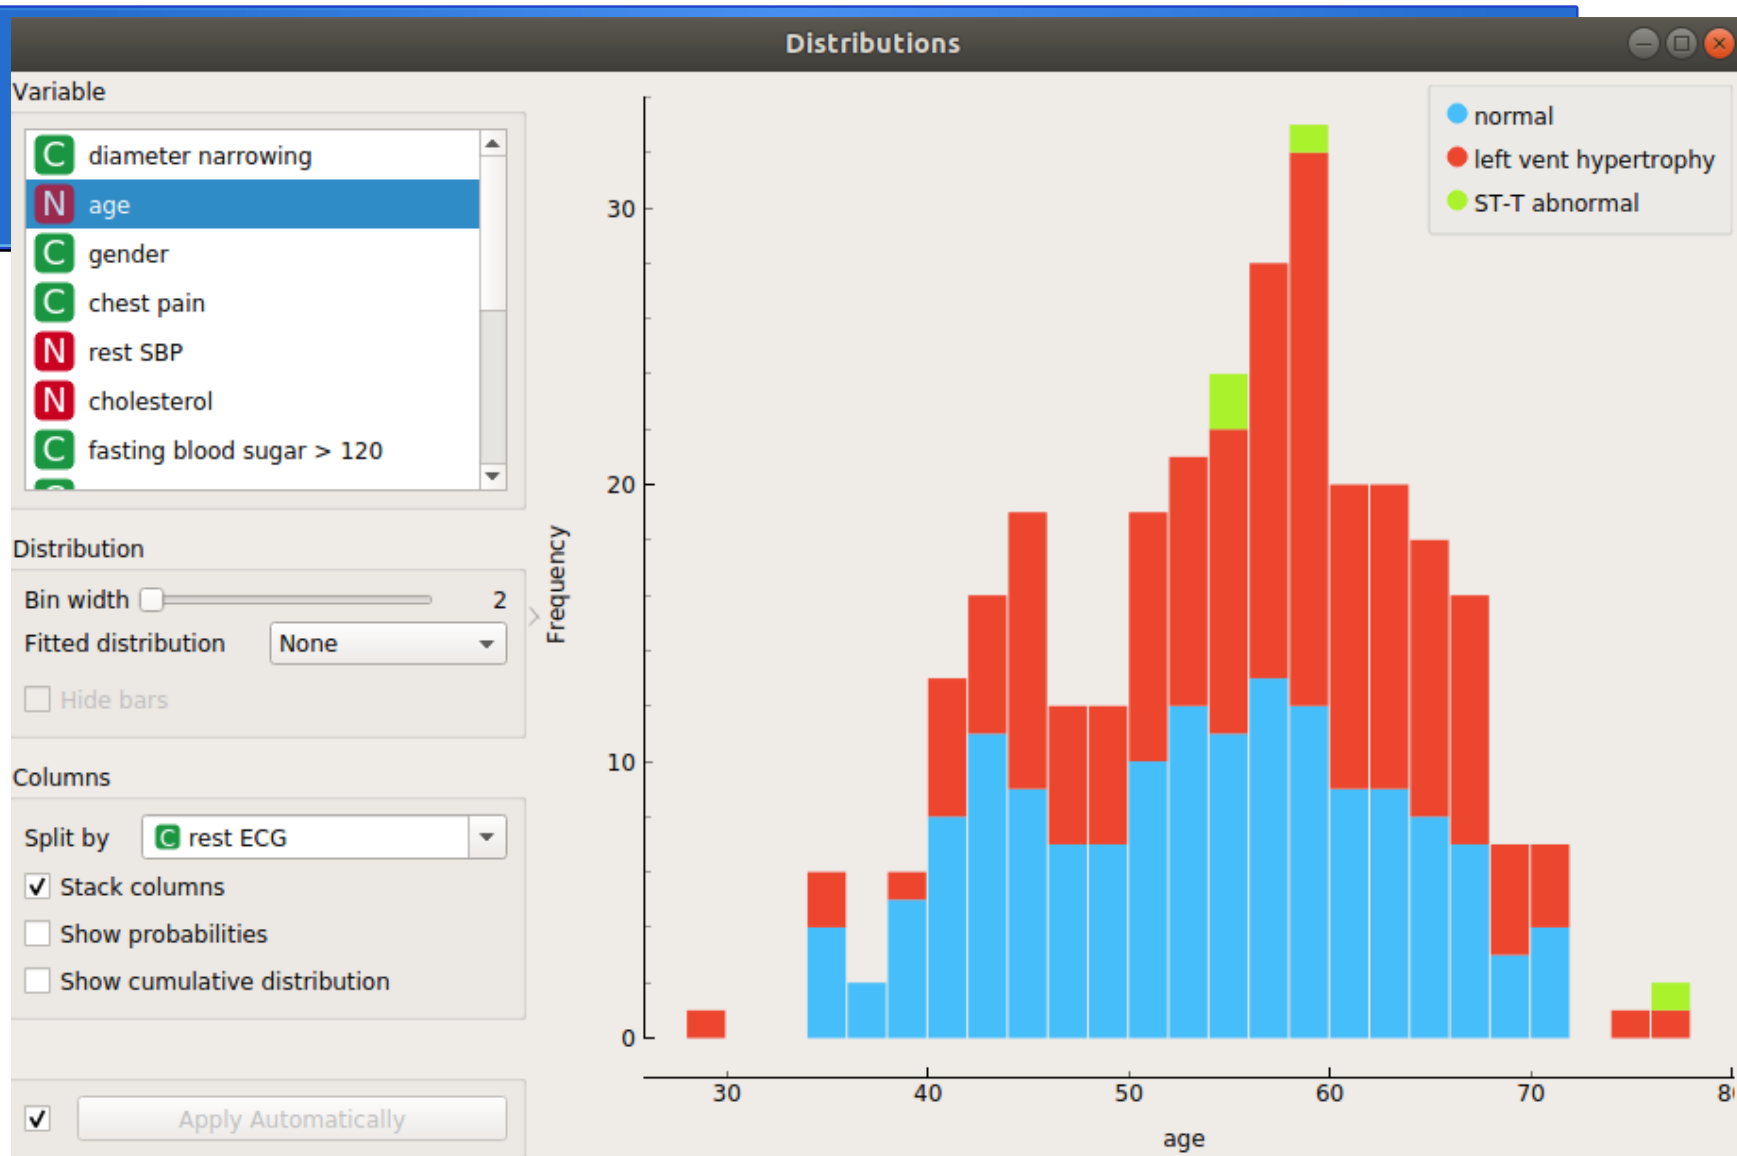 Distributions
Variable
C diameter narrowing
N age
C gender
C chest pain
N rest SBP
N cholesterol
C fasting blood sugar > 120
Distribution
Bin width 2
Fitted distribution None
Hide bars
Columns
Split by C rest ECG
Stack columns
Show probabilities
Show cumulative distribution
Apply Automatically
normal
left vent hypertrophy
ST-T abnormal
Frequency
30
20
10
0
30 40 50 60 70
age